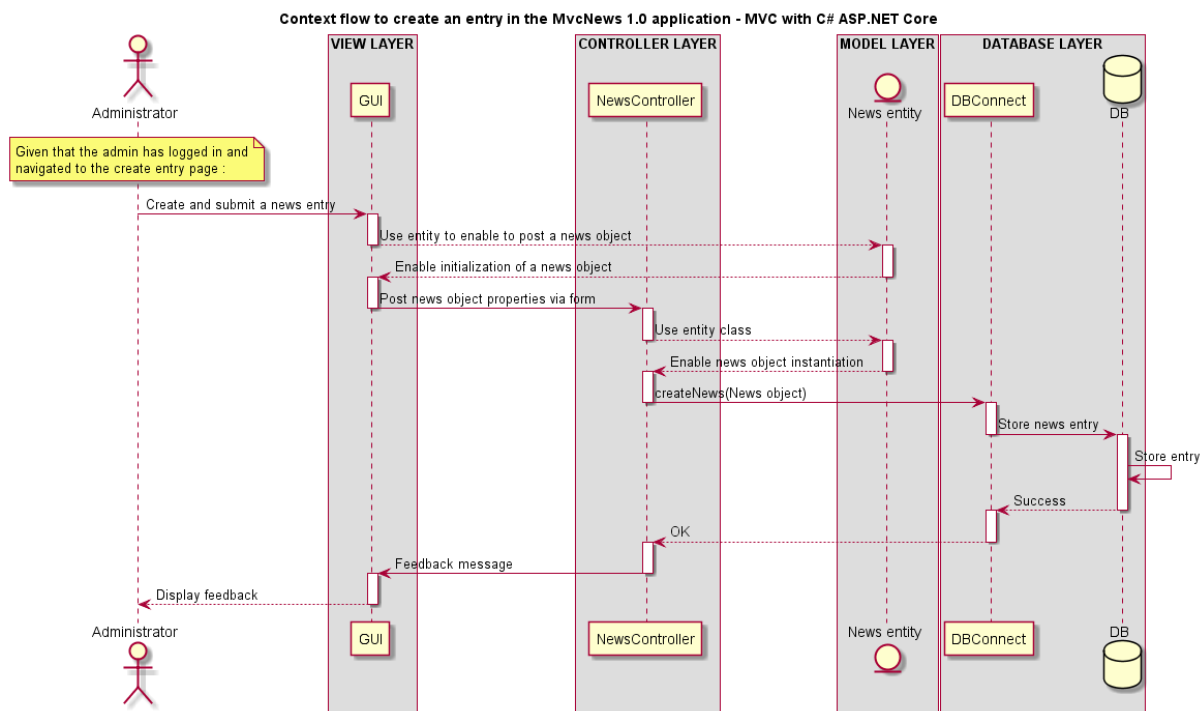 Context flow to create an entry in the MvcNews 1.0 application - MVC with C# ASP.NET Core
VIEW LAYER
CONTROLLER LAYER
MODEL LAYER
DATABASE LAYER
Administrator
GUI
NewsController
News entity
DBConnect
DB
Given that the admin has logged in and
navigated to the create entry page :
Create and submit a news entry
Use entity to enable to post a news object
Enable initialization of a news object
Post news object properties via form
Use entity class
Enable news object instantiation
createNews(News object)
Store news entry
Store entry
Success
OK
Feedback message
Display feedback
Administrator
GUI
NewsController
News entity
DBConnect
DB